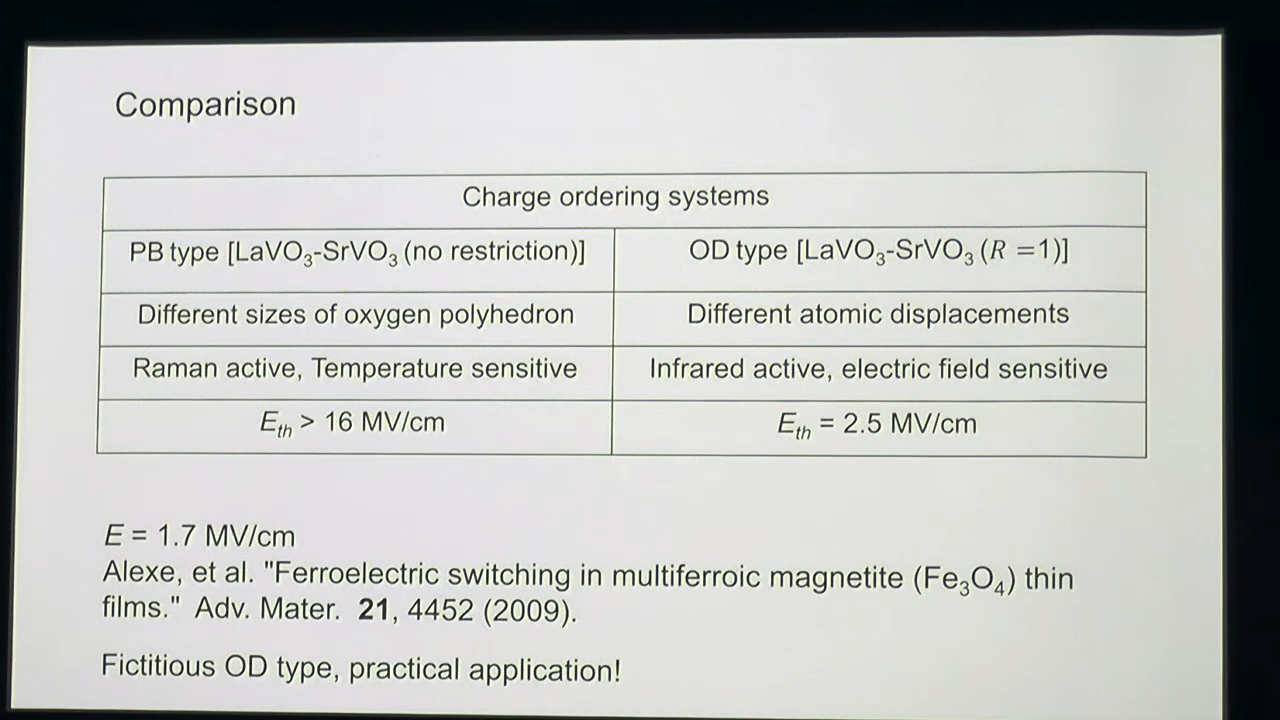 Comparison
Charge ordering systems
PB type [LaVO₃-SrVO₃ (no restriction)]
OD type [LaVO₃-SrVO₃ (R =1)]
Different sizes of oxygen polyhedron
Different atomic displacements
Raman active, Temperature sensitive
Infrared active, electric field sensitive
Eth > 16 MV/cm
Eth = 2.5 MV/cm
E = 1.7 MV/cm
Alexe, et al. "Ferroelectric switching in multiferroic magnetite (Fe₃O₄) thin
films." Adv. Mater. 21, 4452 (2009).
Fictitious OD type, practical application!